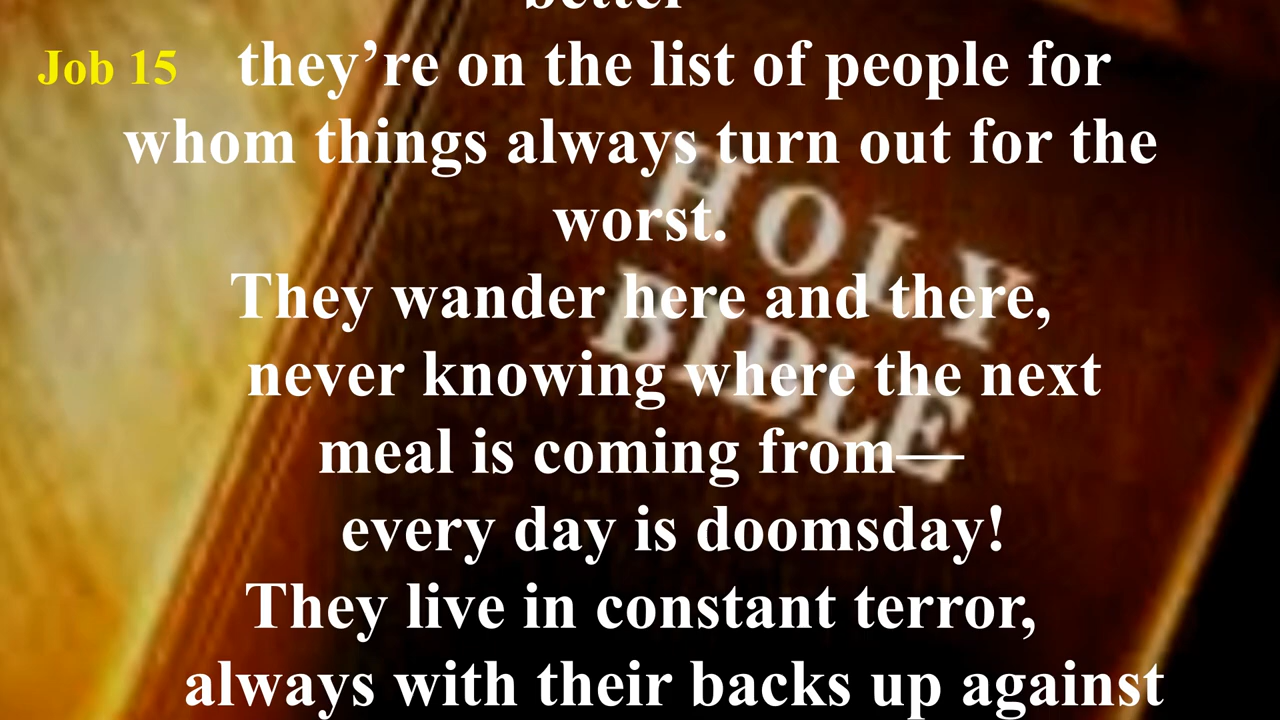 better
Job 15 they’re on the list of people for
whom things always turn out for the
worst.
They wander here and there,
never knowing where the next
meal is coming from—
every day is doomsday!
They live in constant terror,
always with their backs up against
HOLY
BIBLE